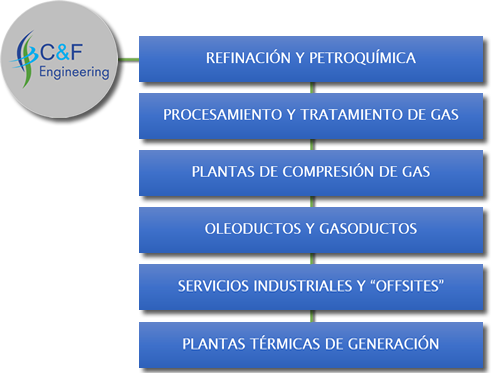 C&F
Engineering
REFINACIÓN Y PETROQUÍMICA
PROCESAMIENTO Y TRATAMIENTO DE GAS
PLANTAS DE COMPRESIÓN DE GAS
OLEODUCTOS Y GASODUCTOS
SERVICIOS INDUSTRIALES Y “OFFSITES”
PLANTAS TÉRMICAS DE GENERACIÓN